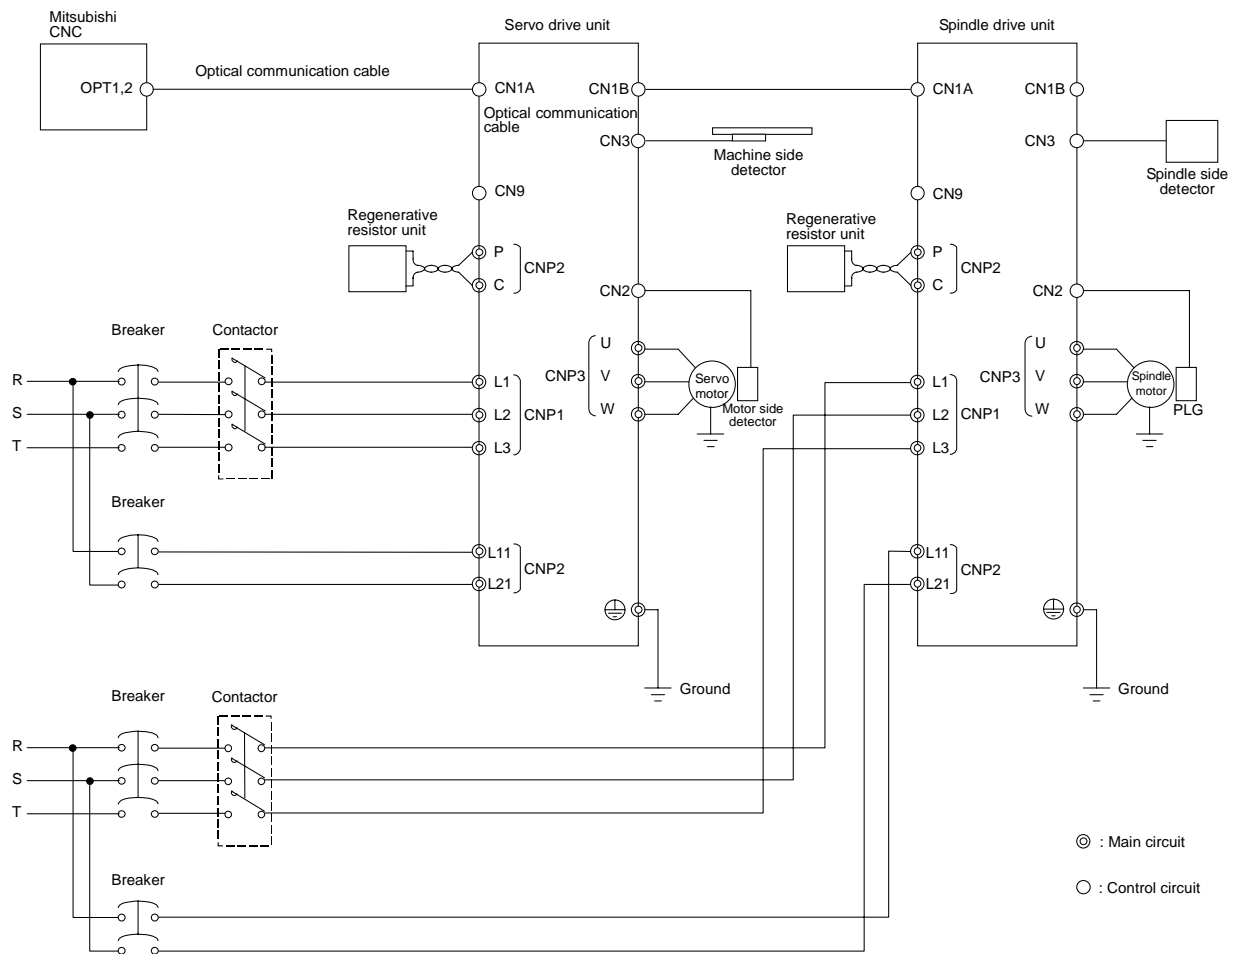 Mitsubishi
CNC
Servo drive unit
Spindle drive unit
OPT1,2
Optical communication cable
CN1A
CN1B
CN1A
CN1B
Optical communication
cable
CN3
Machine side
detector
CN3
Spindle side
detector
CN9
CN9
Regenerative
resistor unit
P
C
CNP2
Regenerative
resistor unit
P
C
CNP2
CN2
CN2
Breaker
Contactor
R
S
T
L1
L2
L3
CNP1
CNP3
U
V
W
Servo
motor
Motor side
detector
L1
L2
L3
CNP1
CNP3
U
V
W
Spindle
motor
PLG
Breaker
L11
L21
CNP2
L11
L21
CNP2
Ground
Ground
Breaker
Contactor
R
S
T
Breaker
: Main circuit
: Control circuit